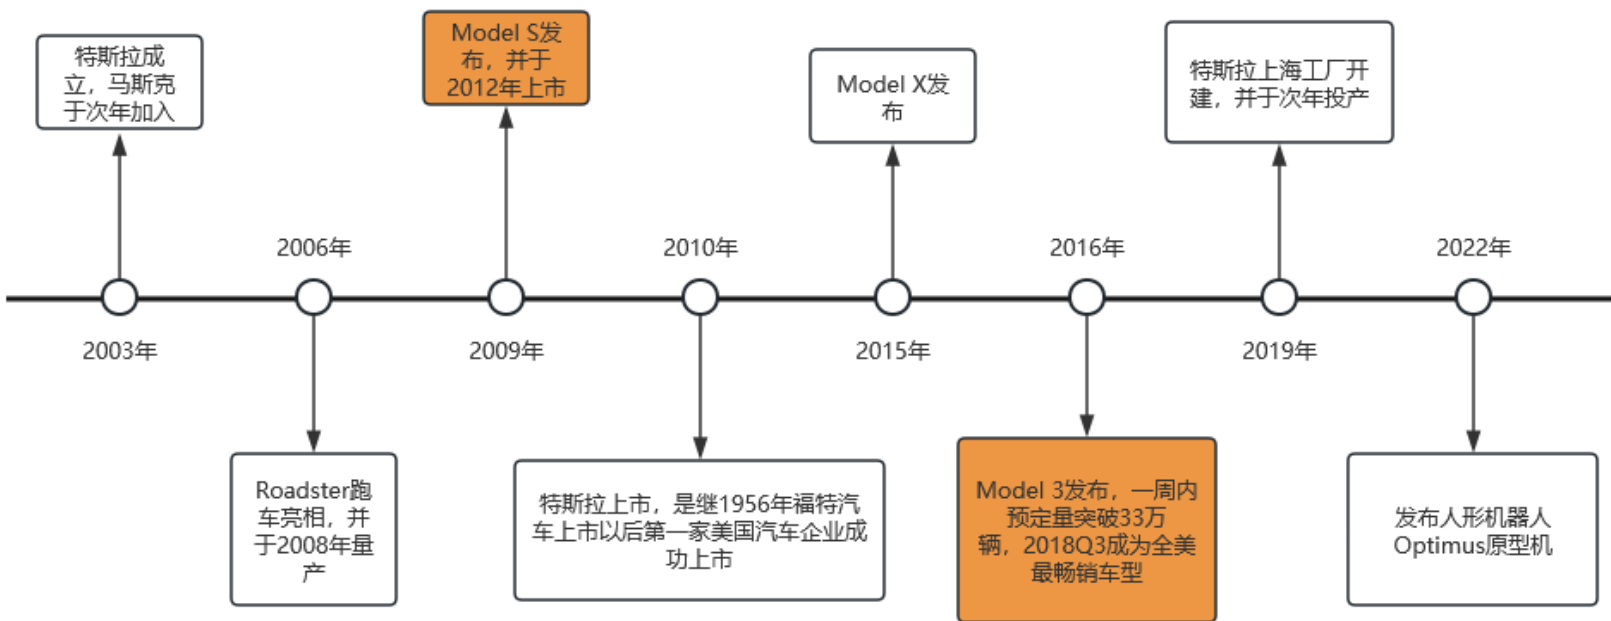 特斯拉成
立，马斯克
于次年加入
Model S发
布，并于
2012年上市
Model X发
布
特斯拉上海工厂开
建，并于次年投产
2006年
2010年
2016年
2022年
2003年
2009年
2015年
2019年
Roadster跑
车亮相，并
于2008年量
产
特斯拉上市，是继1956年福特汽
车上市以后第一家美国汽车企业成
功上市
Model 3发布，一周内
预定量突破33万
辆，2018Q3成为全美
最畅销车型
发布人形机器人
Optimus原型机